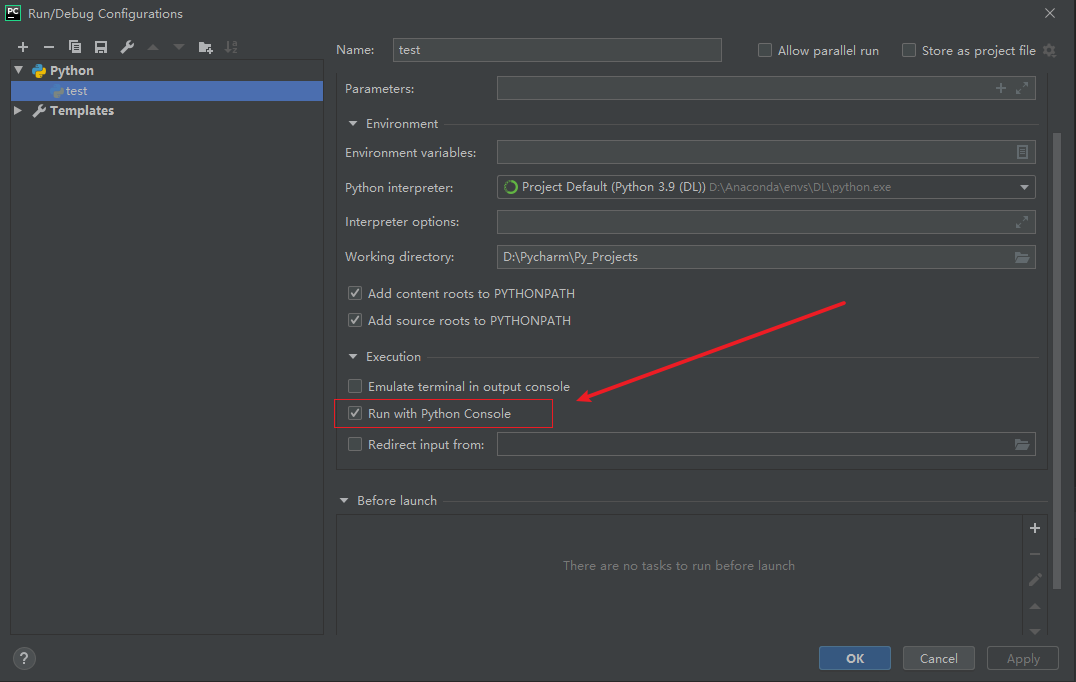 PC Run/Debug Configurations
Name: test Allow parallel run Store as project file
Python
test
Templates
Parameters:
Environment
Environment variables:
Python interpreter: Project Default (Python 3.9 (DL)) D:\Anaconda\envs\DL\python.exe
Interpreter options:
Working directory: D:\Pycharm\Py_Projects
Add content roots to PYTHONPATH
Add source roots to PYTHONPATH
Execution
Emulate terminal in output console
Run with Python Console
Redirect input from:
Before launch
There are no tasks to run before launch
? OK Cancel Apply